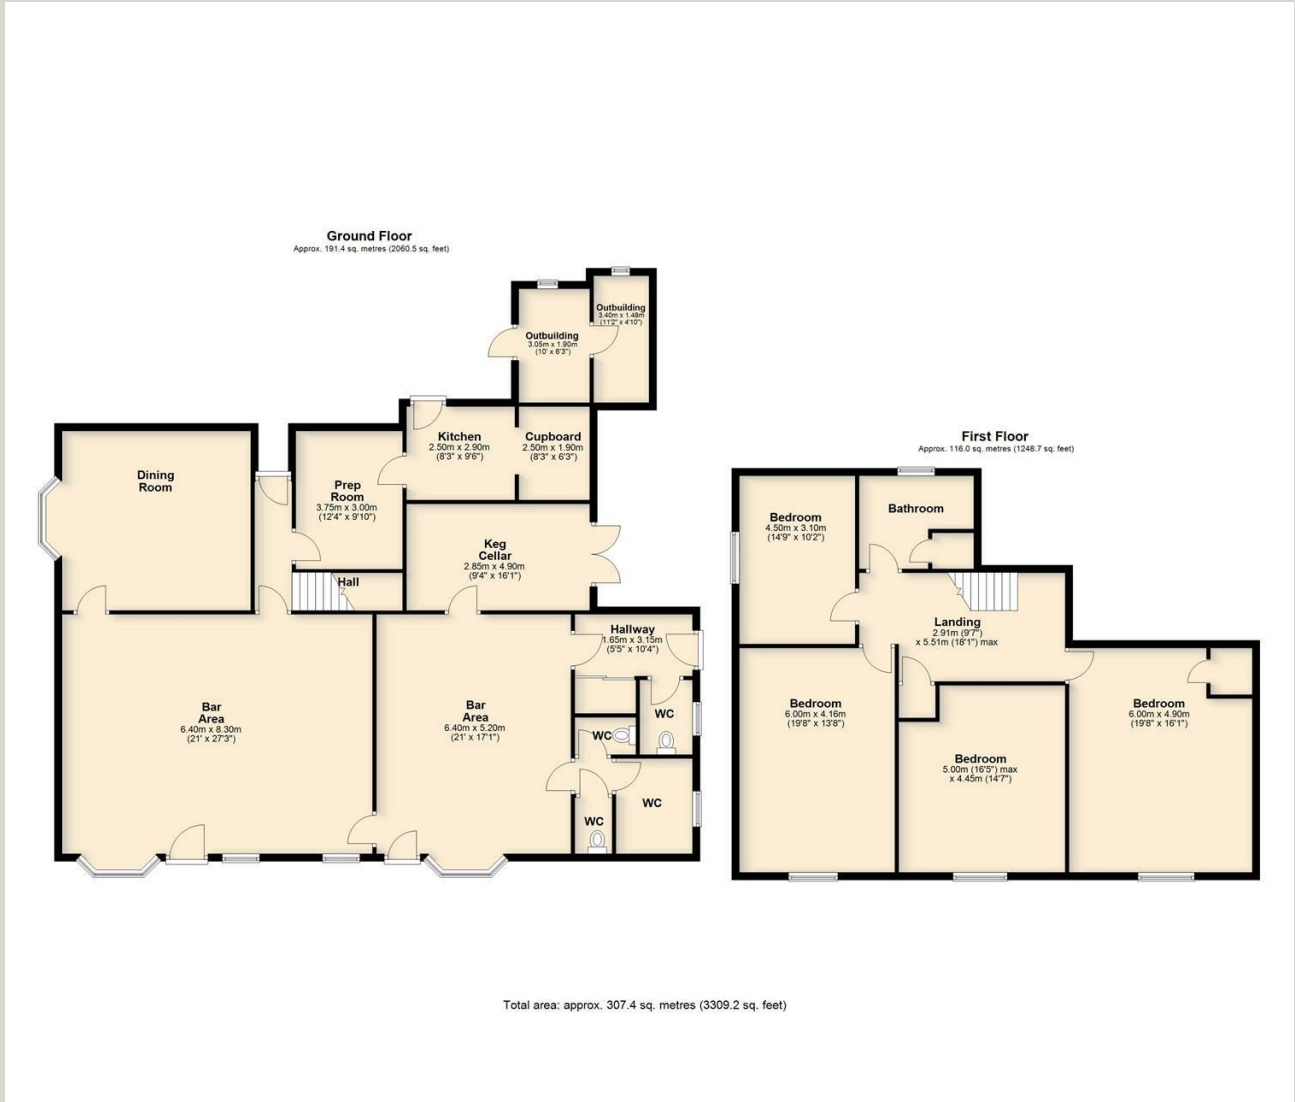 Ground Floor
Approx. 191.4 sq. metres (2060.5 sq. feet)
Outbuilding
3.40m x 1.48m
(11'2" x 4'10")
Outbuilding
3.05m x 1.90m
(10' x 6'3")
Kitchen
2.50m x 2.90m
(8'3" x 9'6")
Cupboard
2.50m x 1.90m
(8'3" x 6'3")
Dining
Room
Prep
Room
3.75m x 3.00m
(12'4" x 9'10")
Keg
Cellar
2.85m x 4.90m
(9'4" x 16'1")
Hall
Hallway
1.65m x 3.15m
(5'5" x 10'4")
Bar
Area
6.40m x 8.30m
(21' x 27'3")
Bar
Area
6.40m x 5.20m
(21' x 17'1")
WC
WC
WC
WC
First Floor
Approx. 116.0 sq. metres (1248.7 sq. feet)
Bedroom
4.50m x 3.10m
(14'9" x 10'2")
Bathroom
Landing
2.91m (9'7")
x 5.51m (18'1") max
Bedroom
6.00m x 4.16m
(19'8" x 13'8")
Bedroom
5.00m (16'5") max
x 4.45m (14'7")
Bedroom
6.00m x 4.90m
(19'8" x 16'1")
Total area: approx. 307.4 sq. metres (3309.2 sq. feet)